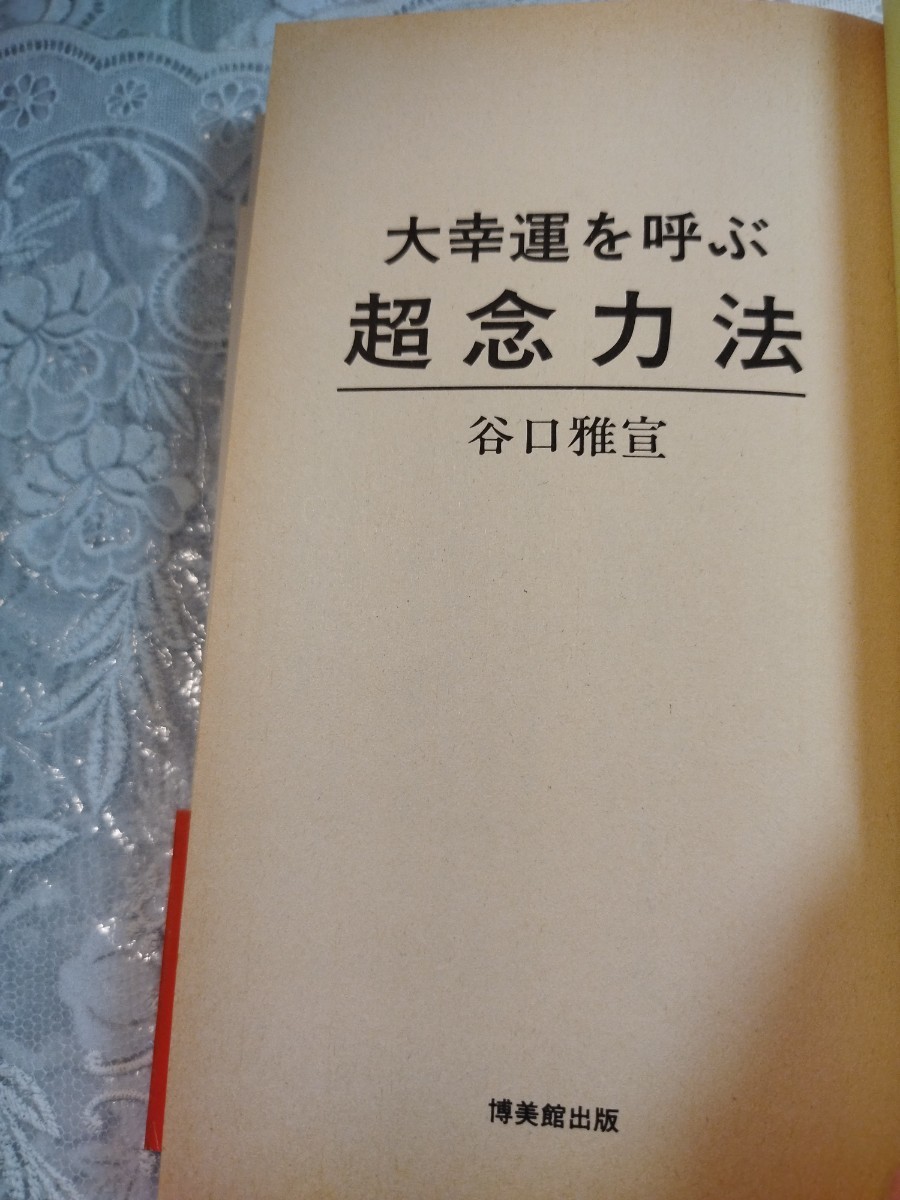 大幸運を呼ぶ
超念力法
谷口雅宣
博美館出版